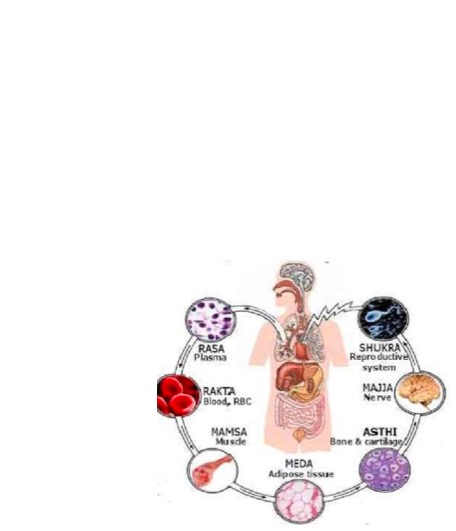 RASA
Plasma
SHUKRA
Reproductive
system
RAKTA
Blood, RBC
MAJJA
Nerve
MAMSA
Muscle
ASTHI
Bone & cartilage
MEDA
Adipose tissue